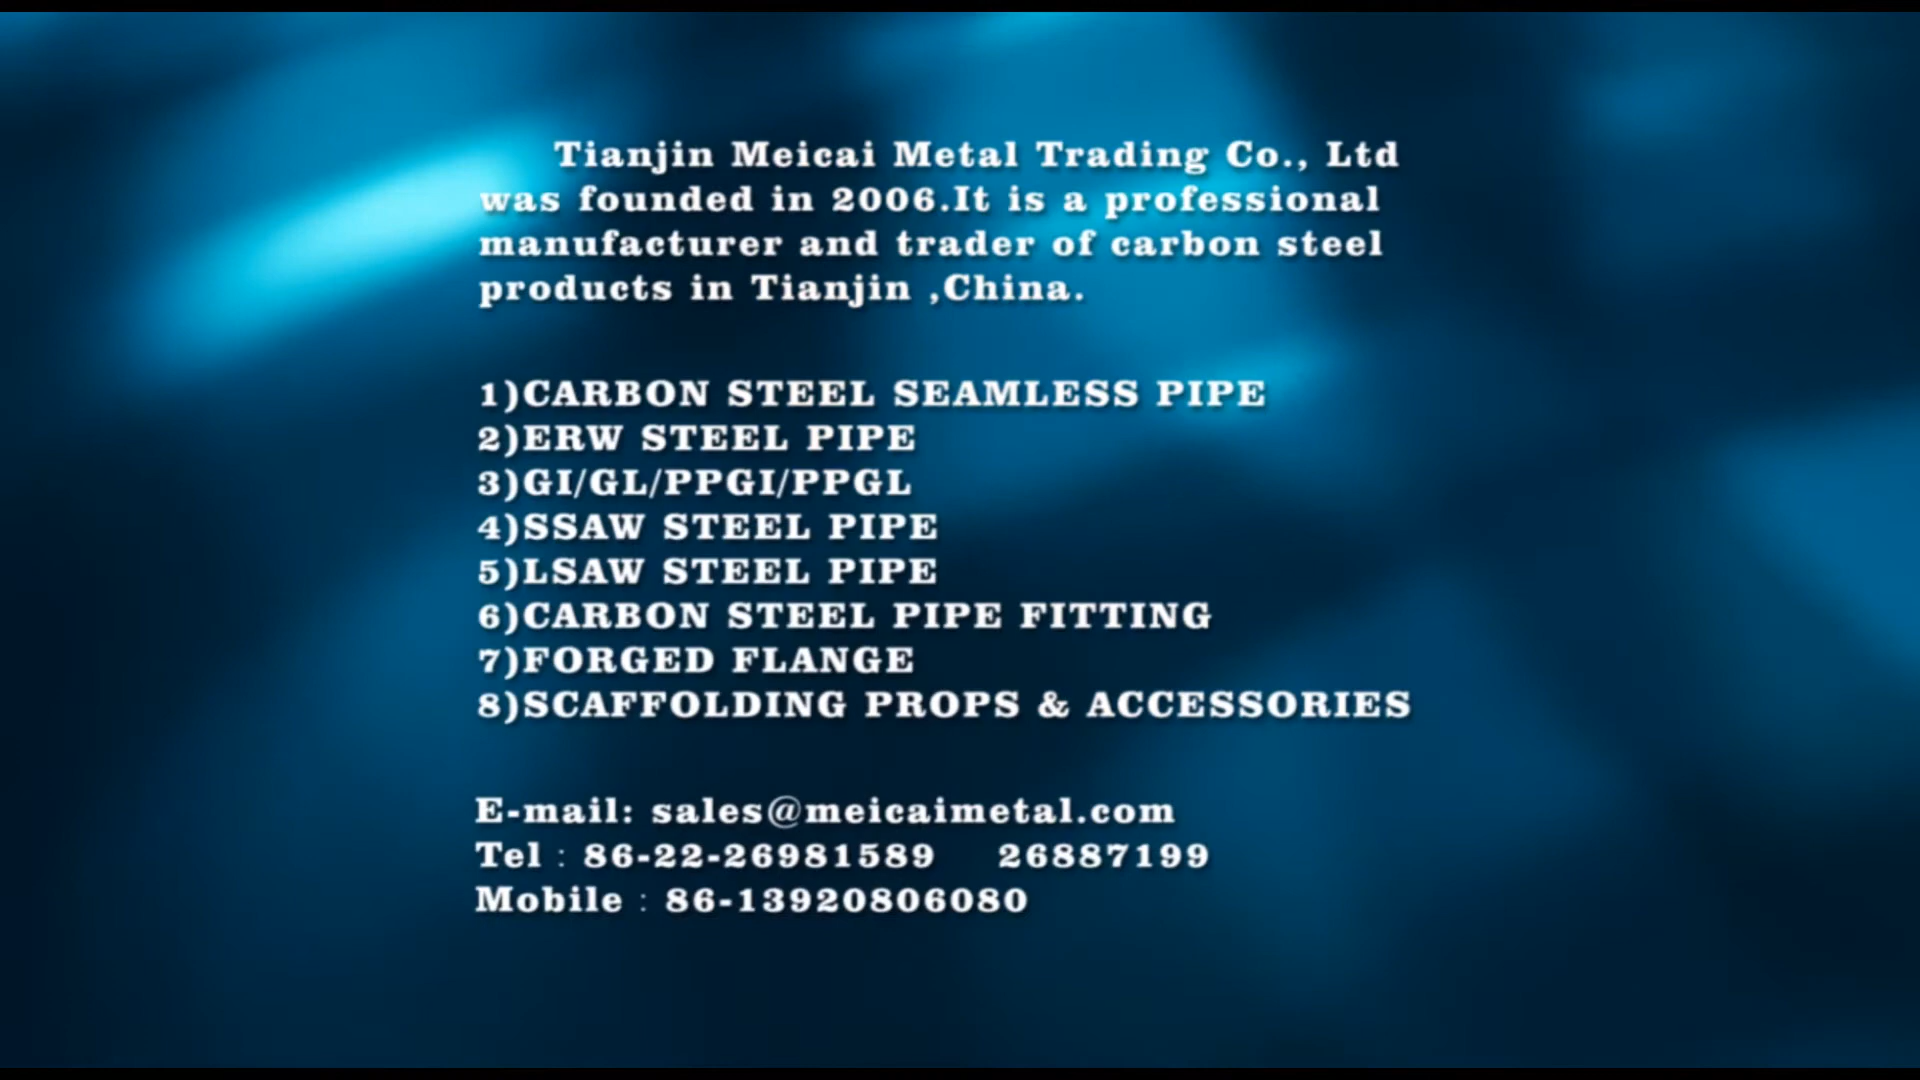 Tianjin Meicai Metal Trading Co., Ltd
was founded in 2006.It is a professional
manufacturer and trader of carbon steel
products in Tianjin ,China.
1)CARBON STEEL SEAMLESS PIPE
2)ERW STEEL PIPE
3)GI/GL/PPGI/PPGL
4)SSAW STEEL PIPE
5)LSAW STEEL PIPE
6)CARBON STEEL PIPE FITTING
7)FORGED FLANGE
8)SCAFFOLDING PROPS & ACCESSORIES
E-mail: sales@meicaimetal.com
Tel：86-22-26981589 26887199
Mobile：86-13920806080